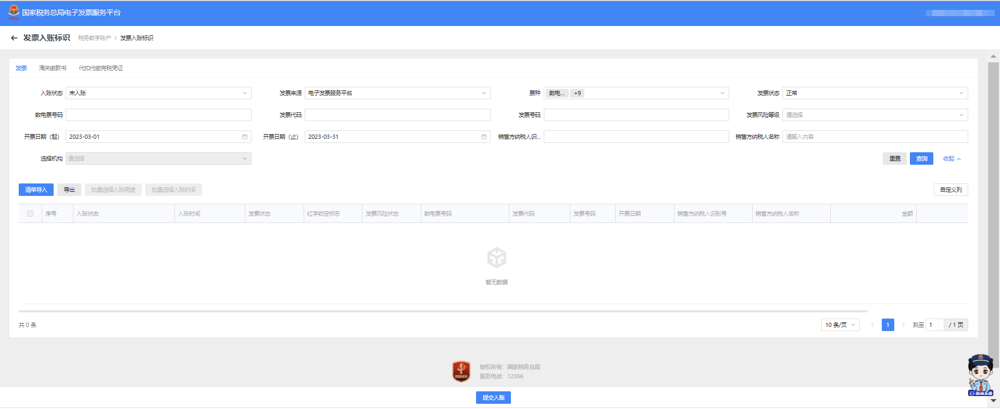 国家税务总局电子发票服务平台
发票入账标识 税务数字账户 > 发票入账标识
发票 海关缴款书 代扣代缴完税凭证
入账状态 未入账 发票来源 电子发票服务平台 票种 数电... +9 发票状态 正常
数电票号码 发票代码 发票号码 发票风险等级 请选择
开票日期（起） 2023-03-01 开票日期（止） 2023-03-31 销售方纳税人识... 销售方纳税人名称 请输入内容
选择机构 请选择 重置 查询 收起
清单导入 导出 批量选择入账用途 批量选择入账时间 自定义列
序号 入账状态 入账时间 发票状态 红字锁定标志 发票风险状态 数电票号码 发票代码 发票号码 开票日期 销售方纳税人识别号 销售方纳税人名称 金额
暂无数据
共 0 条 10 条/页 < 1 > 跳至 1 / 1 页
版权所有：国家税务总局
服务电话：12366
提交入账